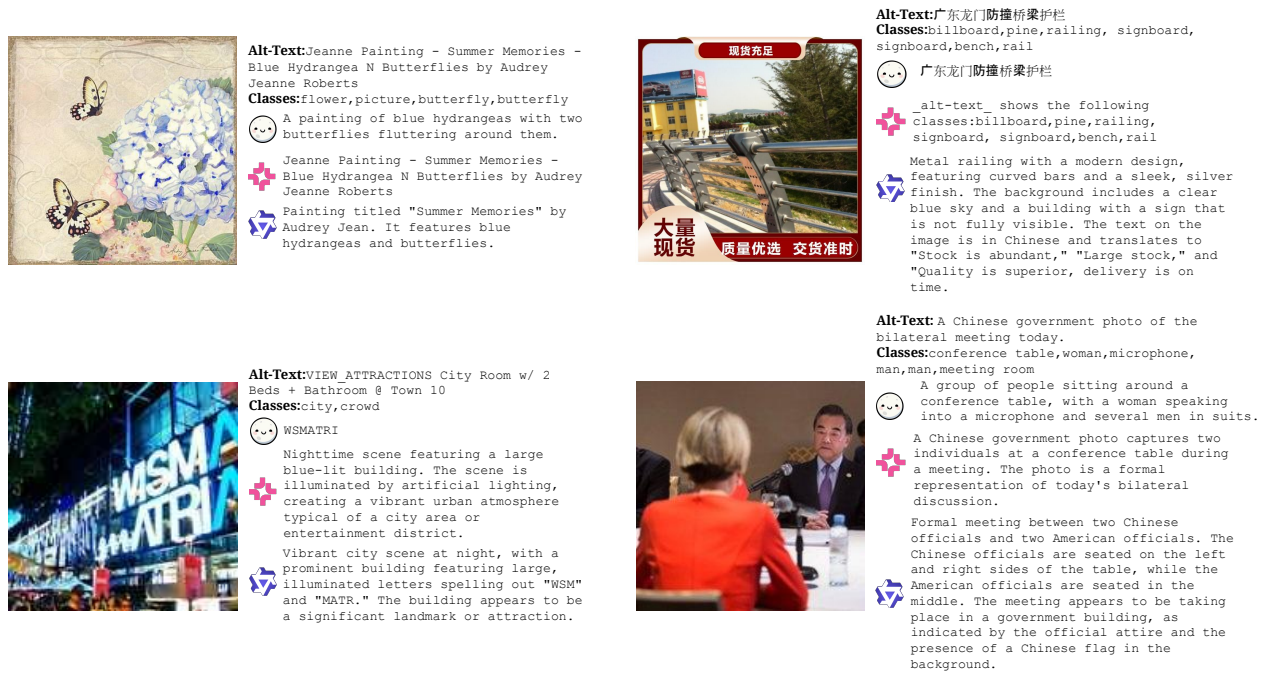 Alt-Text:Jeanne Painting - Summer Memories -
Blue Hydrangea N Butterflies by Audrey
Jeanne Roberts
Classes:flower,picture,butterfly,butterfly
A painting of blue hydrangeas with two
butterflies fluttering around them.
Jeanne Painting - Summer Memories -
Blue Hydrangea N Butterflies by Audrey
Jeanne Roberts
Painting titled "Summer Memories" by
Audrey Jean. It features blue
hydrangeas and butterflies.
现货充足
大量
现货
质量优选 交货准时
Alt-Text:广东龙门防撞桥梁护栏
Classes:billboard,pine,railing, signboard,
signboard,bench,rail
广东龙门防撞桥梁护栏
_alt-text_ shows the following
classes:billboard,pine,railing,
signboard, signboard,bench,rail
Metal railing with a modern design,
featuring curved bars and a sleek, silver
finish. The background includes a clear
blue sky and a building with a sign that
is not fully visible. The text on the
image is in Chinese and translates to
"Stock is abundant," "Large stock," and
"Quality is superior, delivery is on
time.
WISMA
ATRIA
Alt-Text:VIEW_ATTRACTIONS City Room w/ 2
Beds + Bathroom @ Town 10
Classes:city,crowd
WSMATRI
Nighttime scene featuring a large
blue-lit building. The scene is
illuminated by artificial lighting,
creating a vibrant urban atmosphere
typical of a city area or
entertainment district.
Vibrant city scene at night, with a
prominent building featuring large,
illuminated letters spelling out "WSM"
and "MATR." The building appears to be
a significant landmark or attraction.
Alt-Text: A Chinese government photo of the
bilateral meeting today.
Classes:conference table,woman,microphone,
man,man,meeting room
A group of people sitting around a
conference table, with a woman speaking
into a microphone and several men in suits.
A Chinese government photo captures two
individuals at a conference table during
a meeting. The photo is a formal
representation of today's bilateral
discussion.
Formal meeting between two Chinese
officials and two American officials. The
Chinese officials are seated on the left
and right sides of the table, while the
American officials are seated in the
middle. The meeting appears to be taking
place in a government building, as
indicated by the official attire and the
presence of a Chinese flag in the
background.